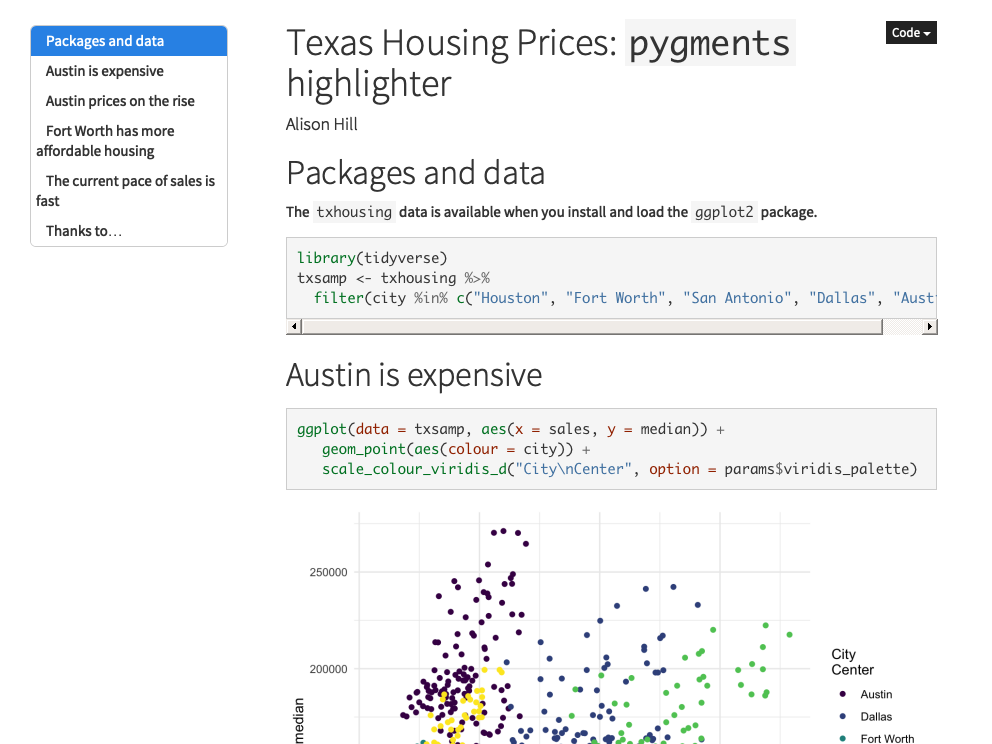 Packages and data
Austin is expensive
Austin prices on the rise
Fort Worth has more
affordable housing
The current pace of sales is
fast
Thanks to…
Code
Texas Housing Prices: pygments
highlighter
Alison Hill
Packages and data
The txhousing data is available when you install and load the ggplot2 package.
library(tidyverse)
txsamp <- txhousing %>%
  filter(city %in% c("Houston", "Fort Worth", "San Antonio", "Dallas", "Aust
Austin is expensive
ggplot(data = txsamp, aes(x = sales, y = median)) +
   geom_point(aes(colour = city)) +
   scale_colour_viridis_d("City\nCenter", option = params$viridis_palette)
250000
200000
median
City
Center
Austin
Dallas
Fort Worth